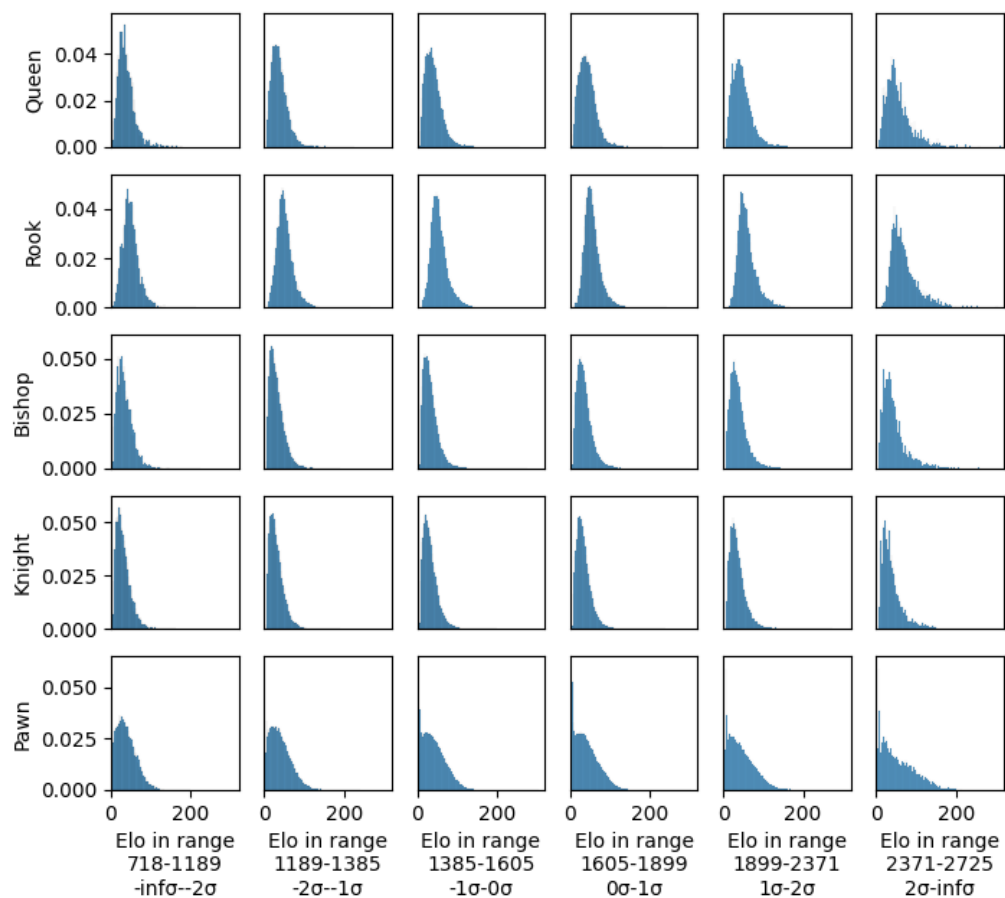 Queen
0.04
0.02
0.00
Rook
0.04
0.02
0.00
Bishop
0.050
0.025
0.000
Knight
0.050
0.025
0.000
Pawn
0.050
0.025
0.000
0 200 0 200 0 200 0 200 0 200 0 200
Elo in range Elo in range Elo in range Elo in range Elo in range Elo in range
718-1189 1189-1385 1385-1605 1605-1899 1899-2371 2371-2725
-infσ--2σ -2σ--1σ -1σ-0σ 0σ-1σ 1σ-2σ 2σ-infσ